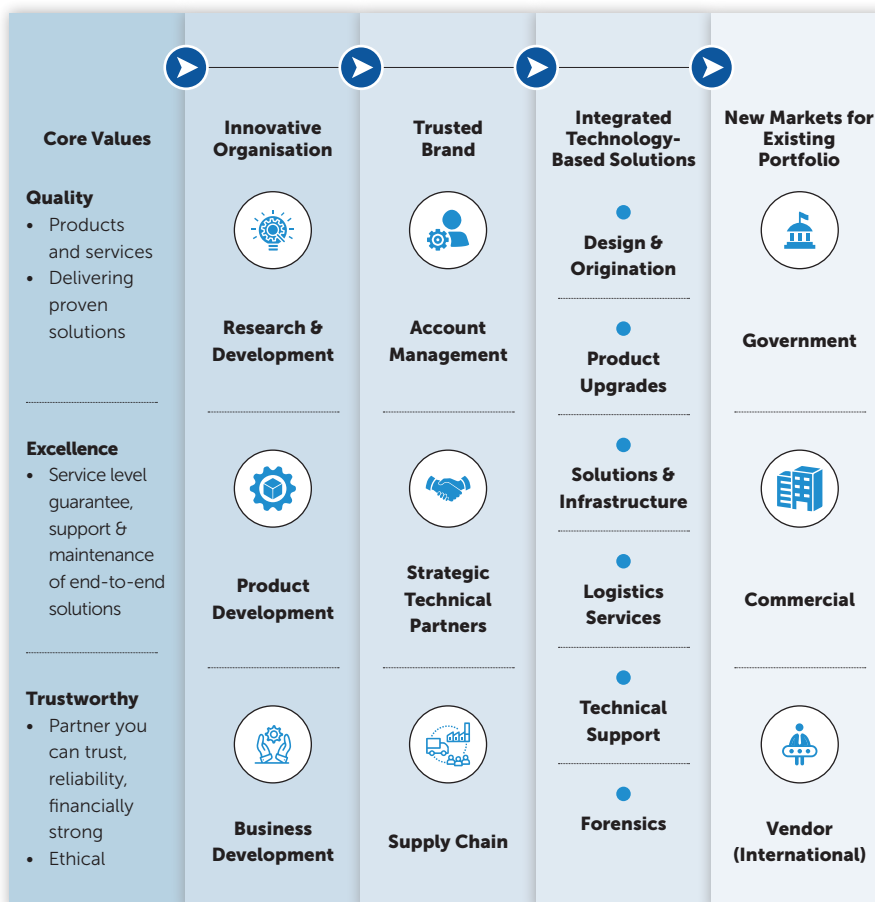 Core Values
Quality
• Products
and services
• Delivering
proven
solutions
Excellence
• Service level
guarantee,
support &
maintenance
of end-to-end
solutions
Trustworthy
• Partner you
can trust,
reliability,
financially
strong
• Ethical
Innovative
Organisation
Research &
Development
Product
Development
Business
Development
Trusted
Brand
Account
Management
Strategic
Technical
Partners
Supply Chain
Integrated
Technology-
Based Solutions
Design &
Origination
Product
Upgrades
Solutions &
Infrastructure
Logistics
Services
Technical
Support
Forensics
New Markets for
Existing
Portfolio
Government
Commercial
Vendor
(International)